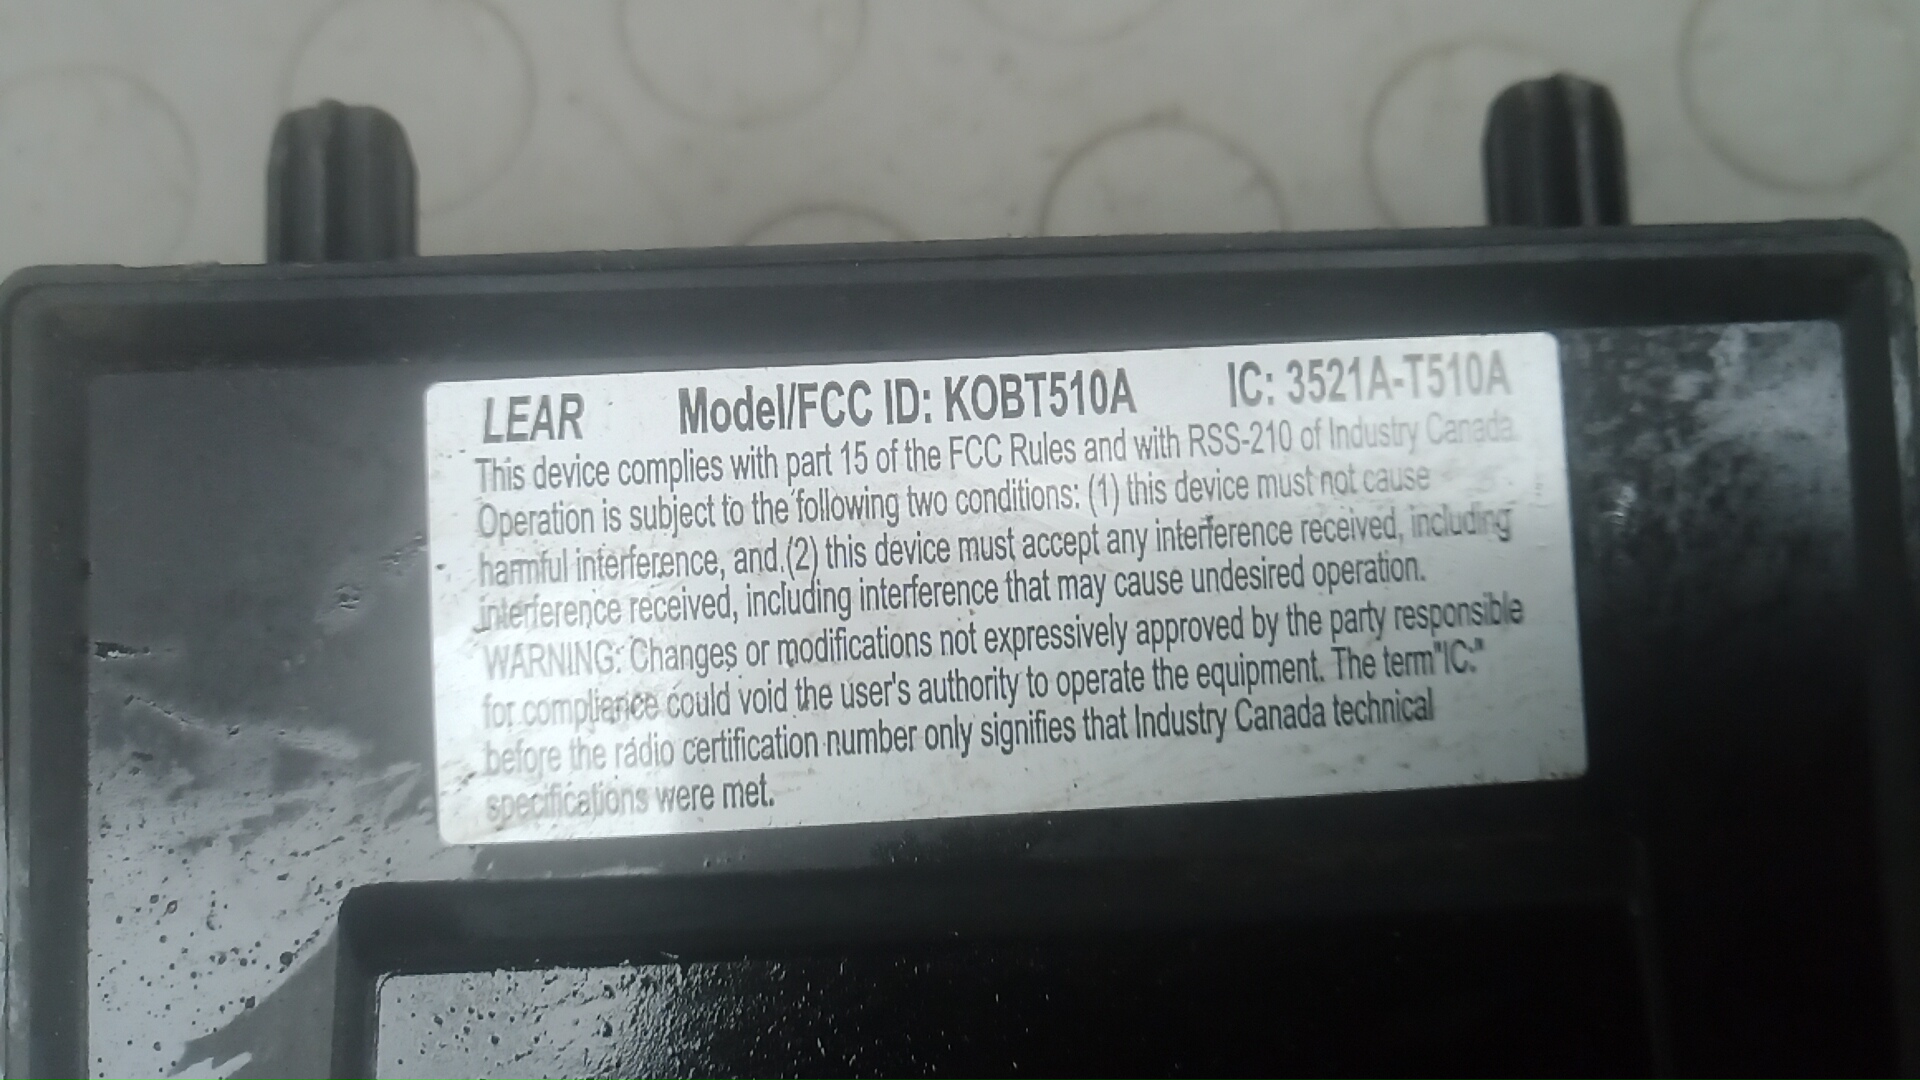 LEAR Model/FCC ID: KOBT510A IC: 3521A-T510A
This device complies with part 15 of the FCC Rules and with RSS-210 of Industry Canada.
Operation is subject to the following two conditions: (1) this device must not cause
harmful interference, and (2) this device must accept any interference received, including
interference received, including interference that may cause undesired operation.
WARNING: Changes or modifications not expressively approved by the party responsible
for compliance could void the user's authority to operate the equipment. The term"IC:"
before the radio certification number only signifies that Industry Canada technical
specifications were met.